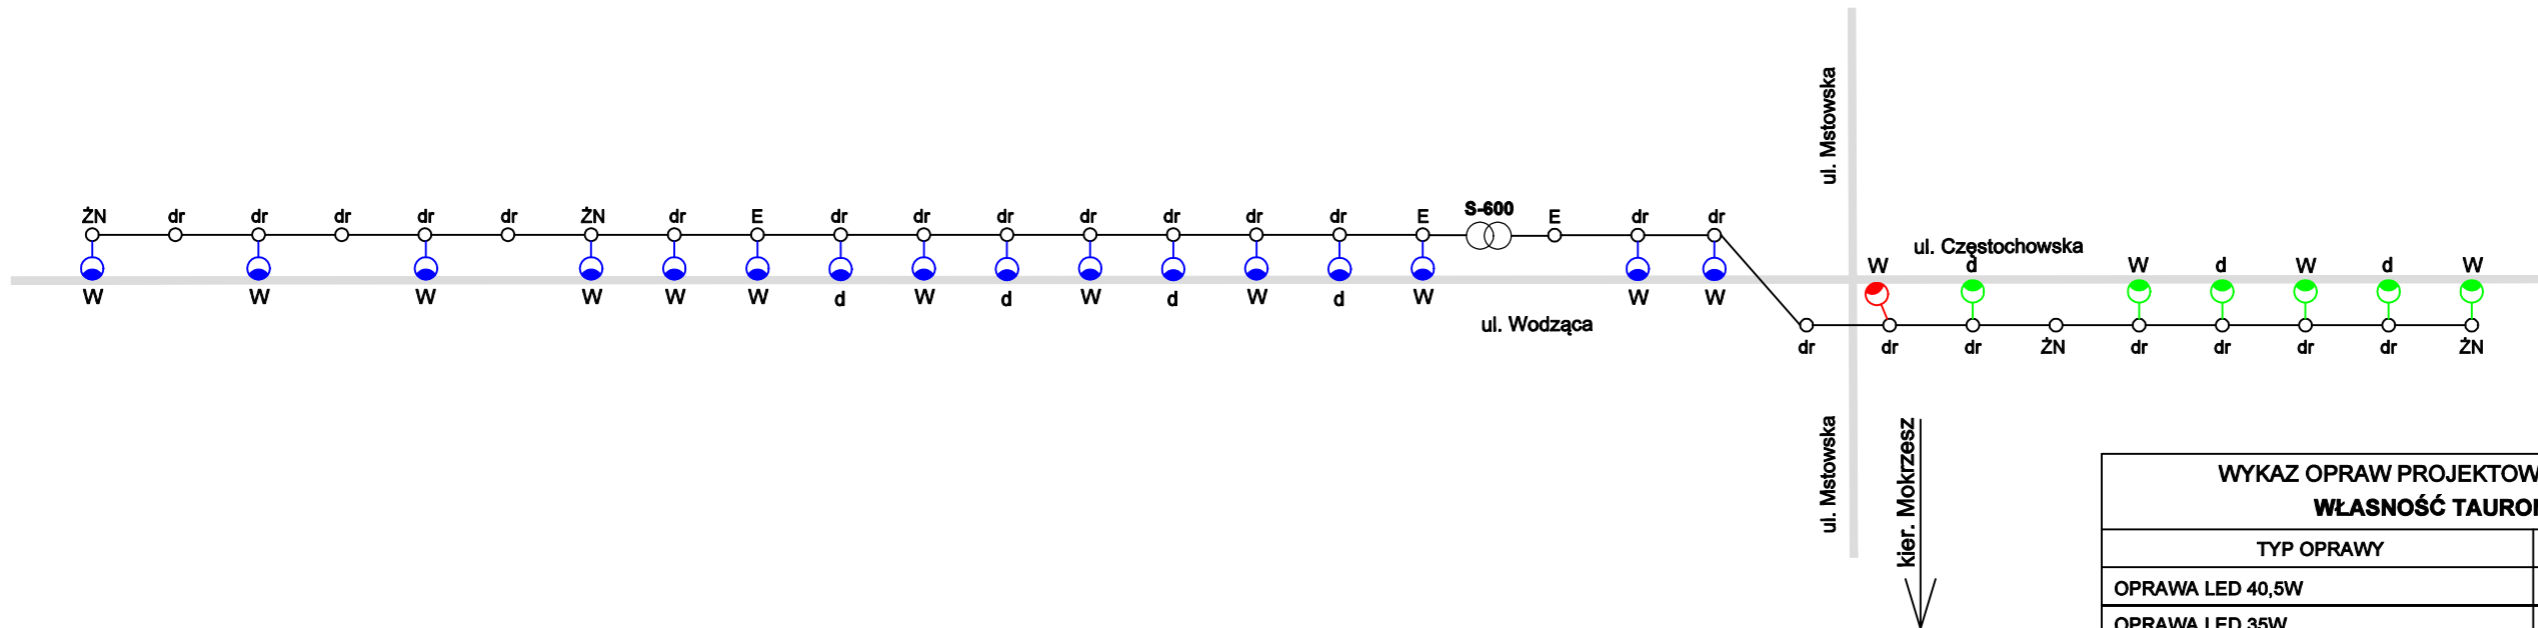 ul. Mstowska
ŻN dr dr dr dr dr ŻN dr E dr dr dr dr dr dr dr E S-600 E dr dr
W W W W W W d W d W d W d W W W
ul. Wodząca
ul. Częstochowska
W d W d W d W
dr dr dr ŻN dr dr dr dr ŻN
ul. Mstowska
kier. Mokrzesz
WYKAZ OPRAW PROJEKTOW
WŁASNOŚĆ TAURON
TYP OPRAWY
OPRAWA LED 40,5W
OPRAWA LED 35W